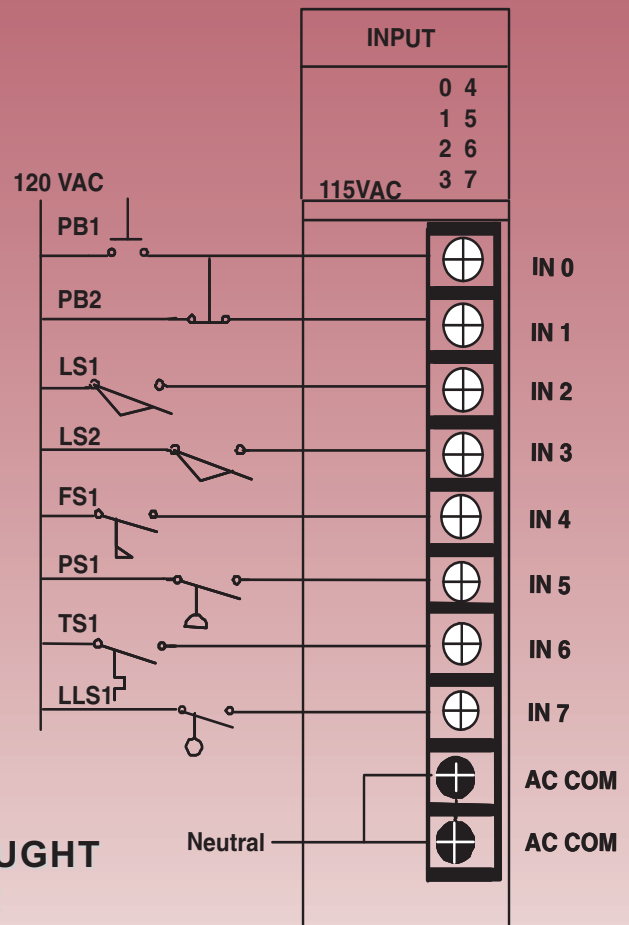 INPUT
0 4
1 5
2 6
3 7
115VAC
120 VAC
PB1
IN 0
PB2
IN 1
LS1
IN 2
LS2
IN 3
FS1
IN 4
PS1
IN 5
TS1
IN 6
LLS1
IN 7
AC COM
Neutral
AC COM
UGHT